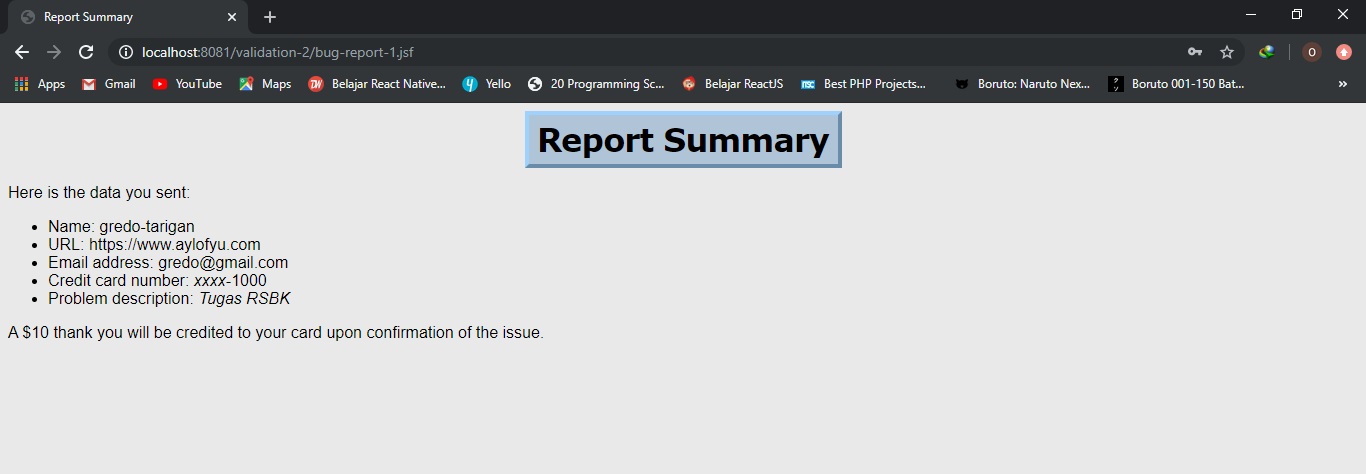 Report Summary
localhost:8081/validation-2/bug-report-1.jsf
O
Apps Gmail YouTube Maps Belajar React Native... Yello 20 Programming Sc... Belajar ReactJS Best PHP Projects... Boruto: Naruto Nex... Boruto 001-150 Bat... »
Report Summary
Here is the data you sent:
• Name: gredo-tarigan
• URL: https://www.aylofyu.com
• Email address: gredo@gmail.com
• Credit card number: xxxx-1000
• Problem description: Tugas RSBK
A $10 thank you will be credited to your card upon confirmation of the issue.